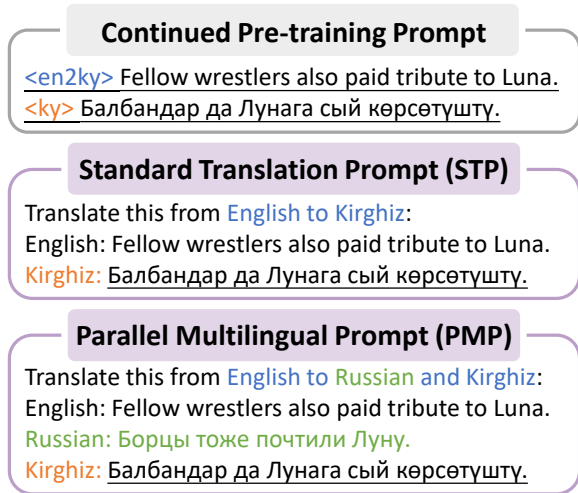 Continued Pre-training Prompt
<en2ky> Fellow wrestlers also paid tribute to Luna.
<ky> Балбандар да Лунага сый көрсөтүштү.
Standard Translation Prompt (STP)
Translate this from English to Kirghiz:
English: Fellow wrestlers also paid tribute to Luna.
Kirghiz: Балбандар да Лунага сый көрсөтүштү.
Parallel Multilingual Prompt (PMP)
Translate this from English to Russian and Kirghiz:
English: Fellow wrestlers also paid tribute to Luna.
Russian: Борцы тоже почтили Луну.
Kirghiz: Балбандар да Лунага сый көрсөтүштү.